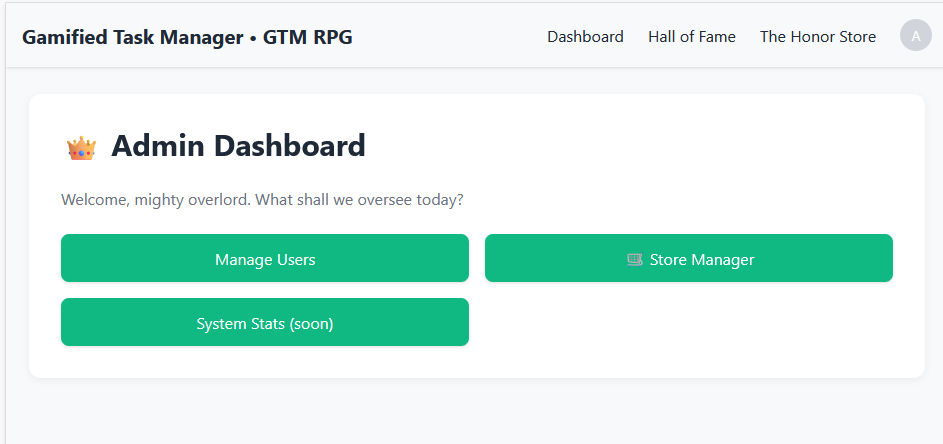 Gamified Task Manager • GTM RPG
Dashboard
Hall of Fame
The Honor Store
A
👑 Admin Dashboard
Welcome, mighty overlord. What shall we oversee today?
Manage Users
Store Manager
System Stats (soon)